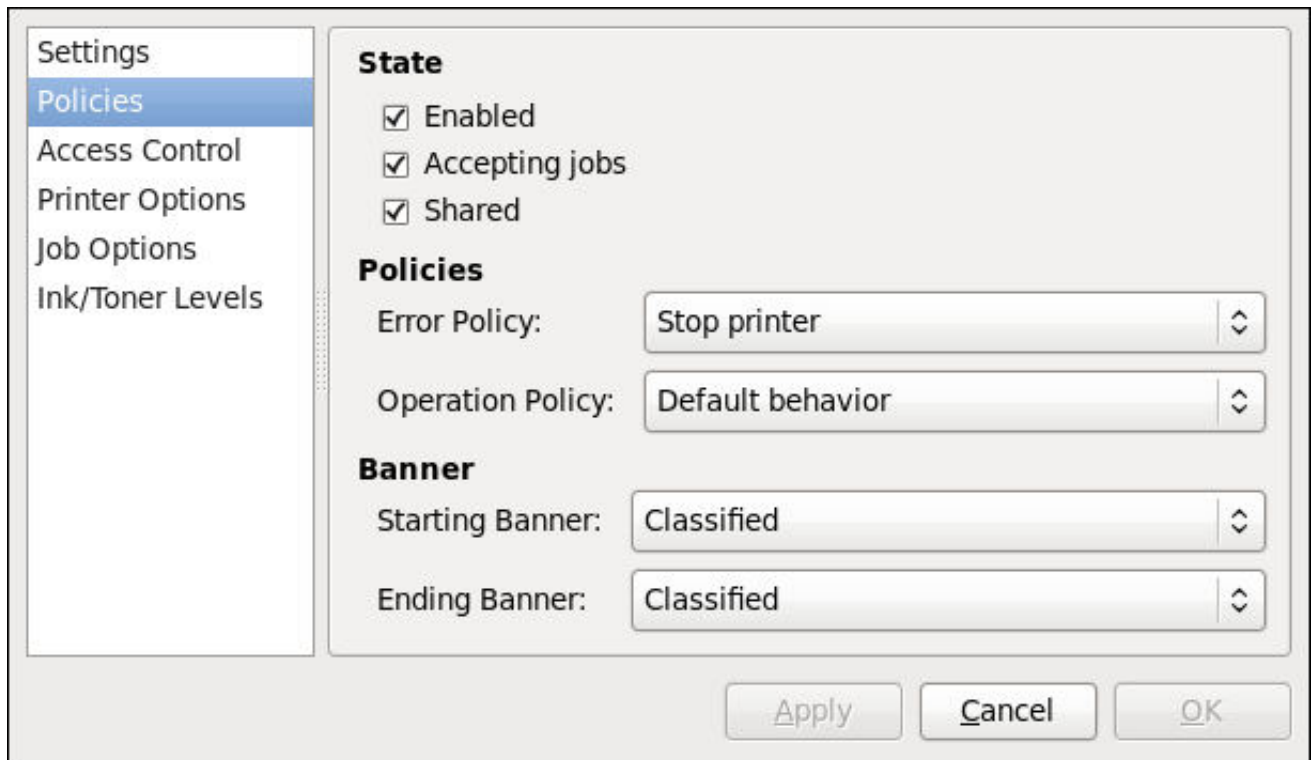 Settings
Policies
Access Control
Printer Options
Job Options
Ink/Toner Levels
State
Enabled
Accepting jobs
Shared
Policies
Error Policy: Stop printer
Operation Policy: Default behavior
Banner
Starting Banner: Classified
Ending Banner: Classified
Apply Cancel OK